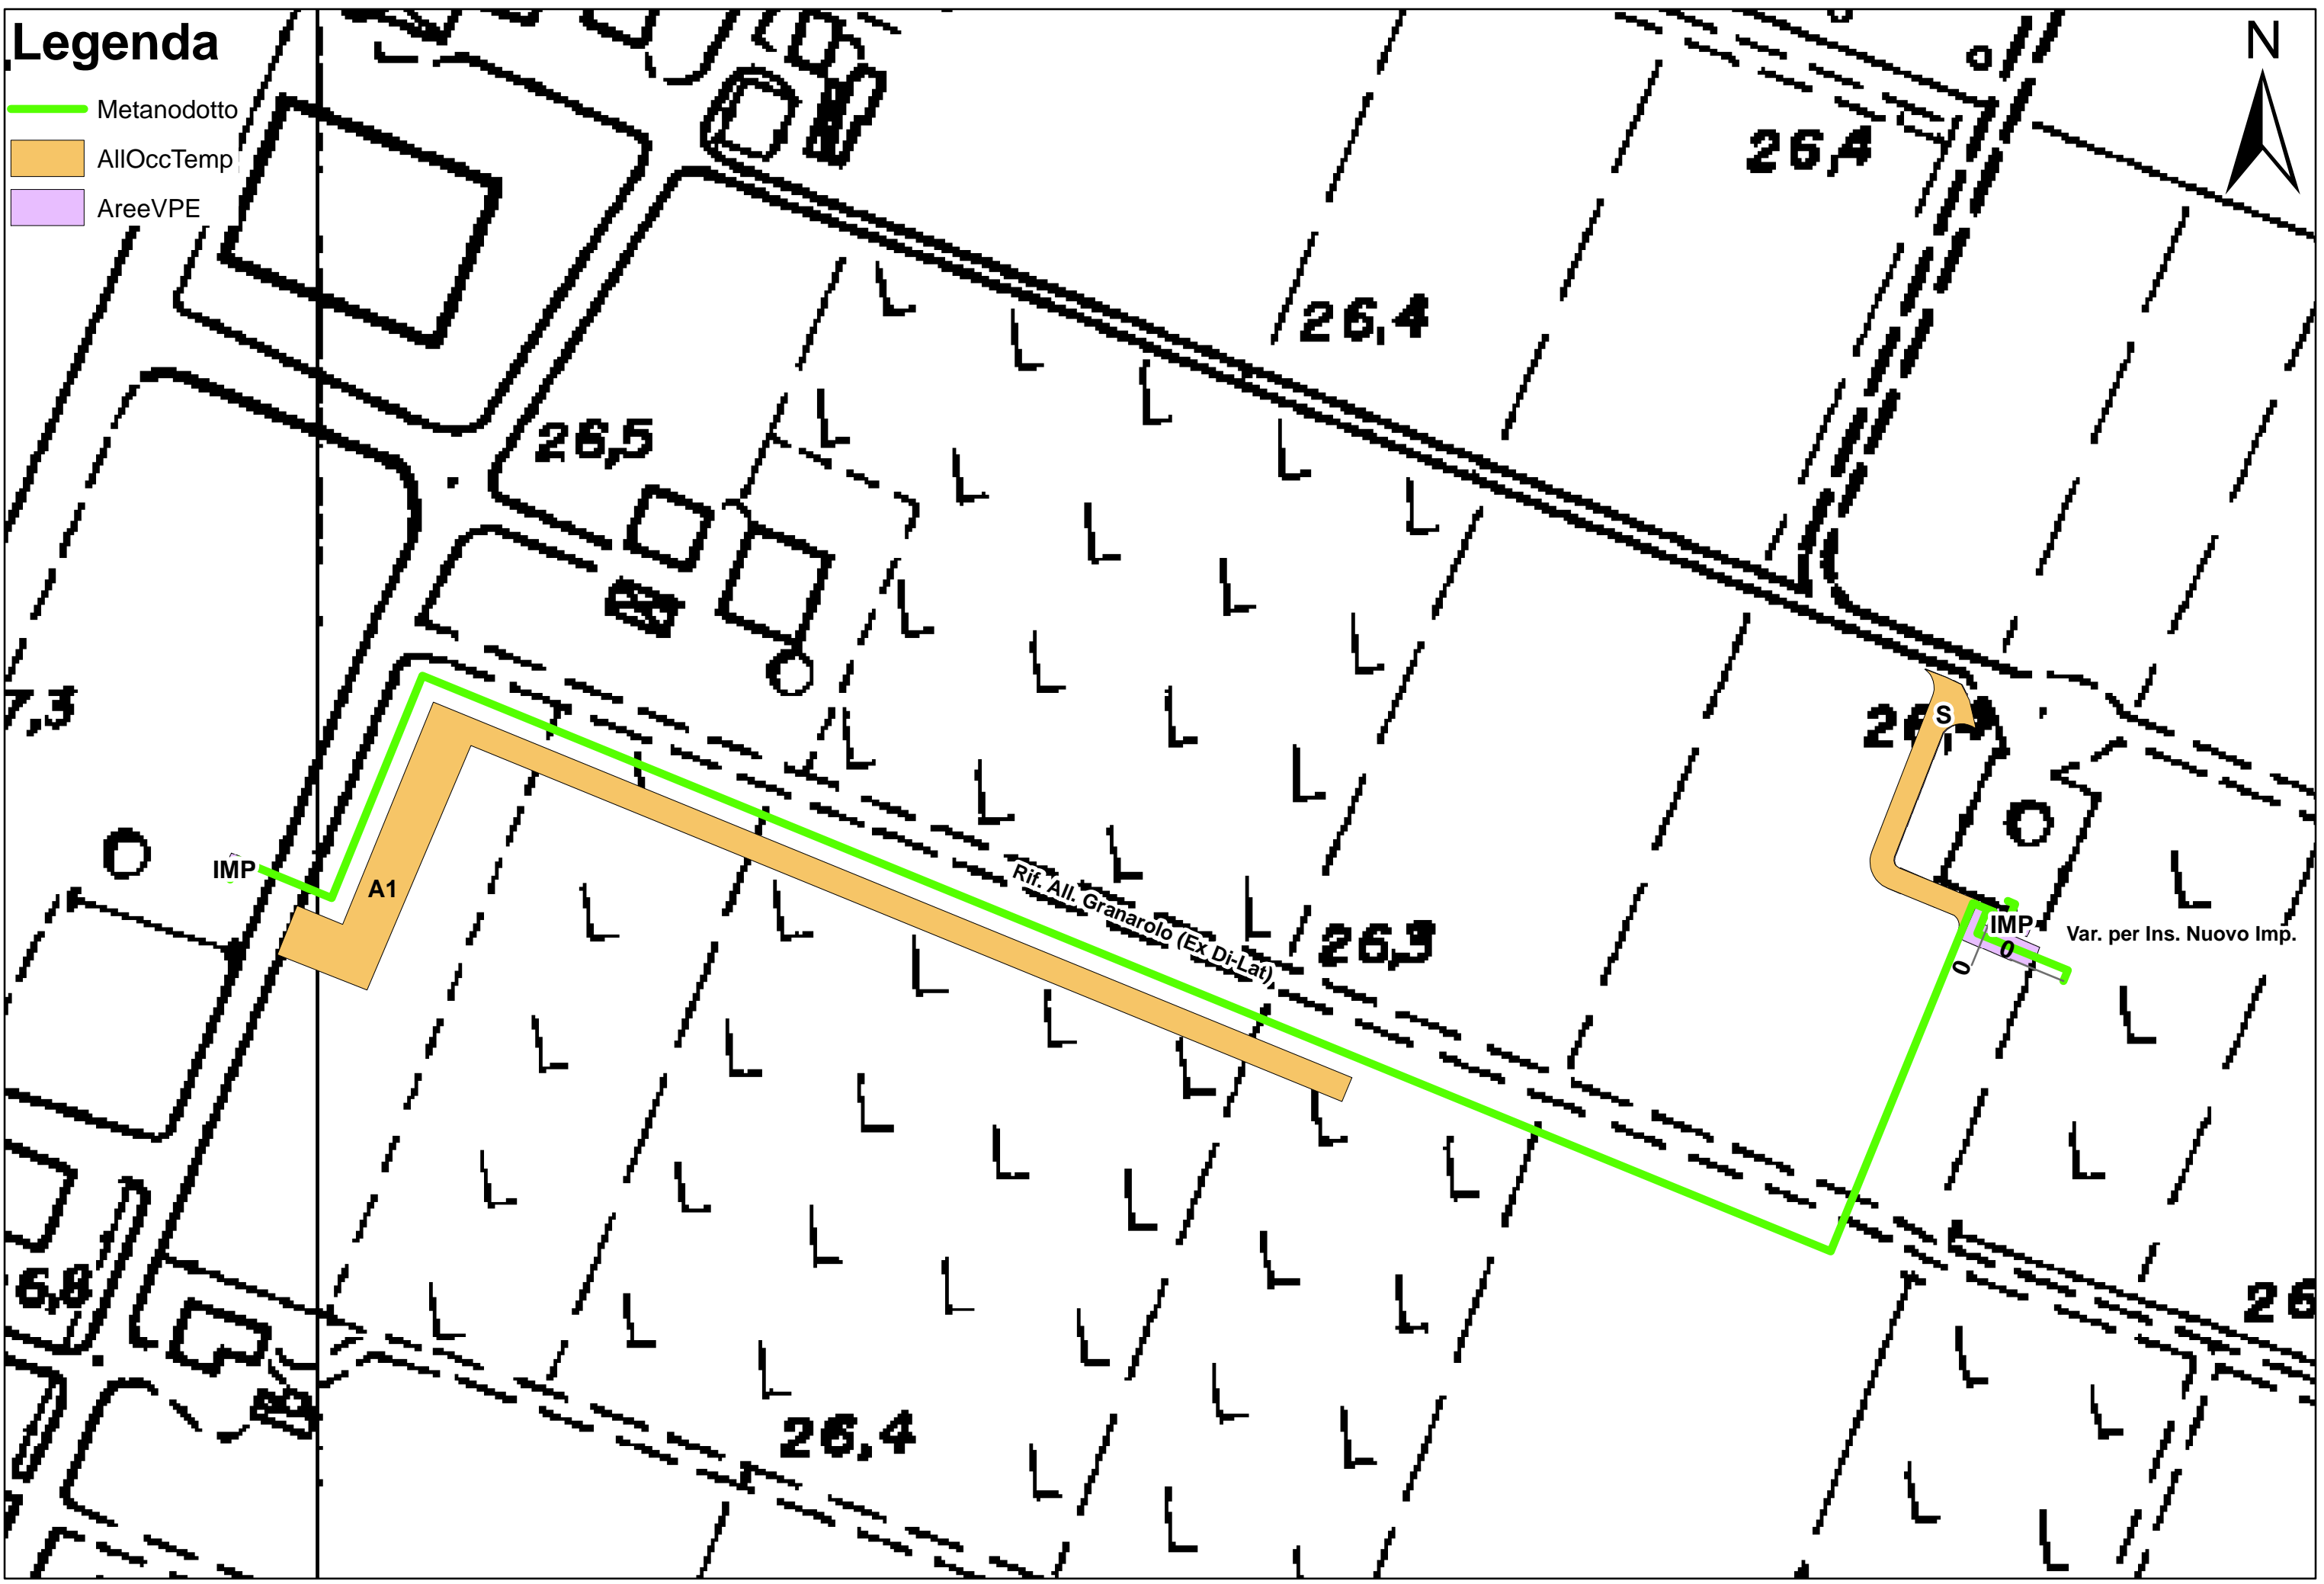 Legenda
N
Metanodotto
AllOccTemp
AreeVPE
26,4
26,4
26,5
7,3
S
IMP
A1
Rif. All. Granarolo (Ex Di-Lat)
26,3
IMP
Var. per Ins. Nuovo Imp.
0
0
6,8
26
26,4